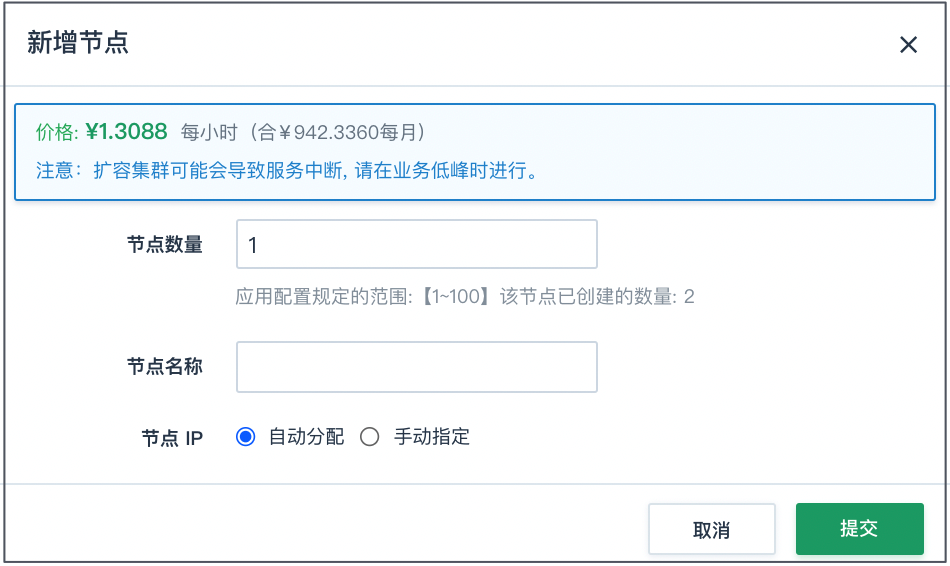 新增节点
价格: ¥1.3088 每小时（合￥942.3360每月）
注意：扩容集群可能会导致服务中断, 请在业务低峰时进行。
节点数量 1
应用配置规定的范围:【1~100】该节点已创建的数量: 2
节点名称
节点 IP 自动分配 手动指定
取消 提交